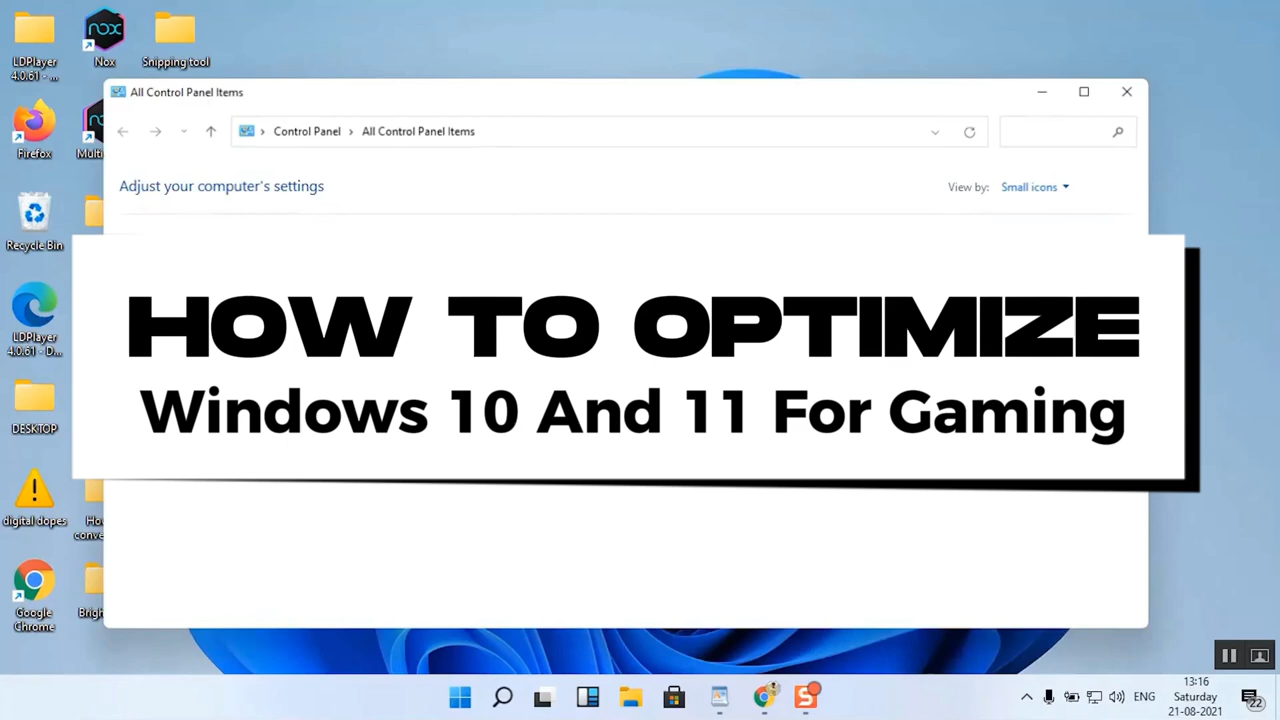 LDPlayer
4.0.61 - ...
Nox
Snipping tool
All Control Panel Items
Control Panel
All Control Panel Items
Firefox
Adjust your computer's settings
View by:
Small icons
Recycle Bin
HOW TO OPTIMIZE
Windows 10 And 11 For Gaming
LDPlayer
4.0.61 - D...
DESKTOP
digital dopes
Google
Chrome
13:16
ENG
Saturday
21-08-2021
22